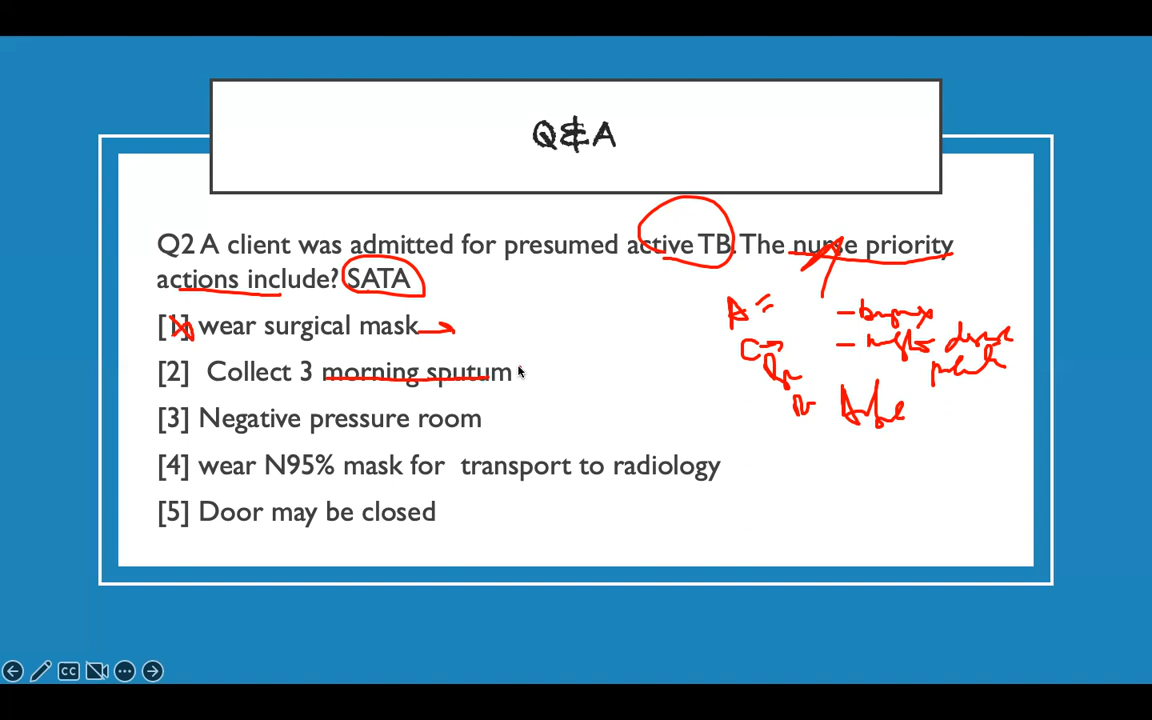 Q&A
Q2 A client was admitted for presumed active TB. The nurse priority
actions include? SATA
[1] wear surgical mask
[2] Collect 3 morning sputum
[3] Negative pressure room
[4] wear N95% mask for transport to radiology
[5] Door may be closed
A
C
CC